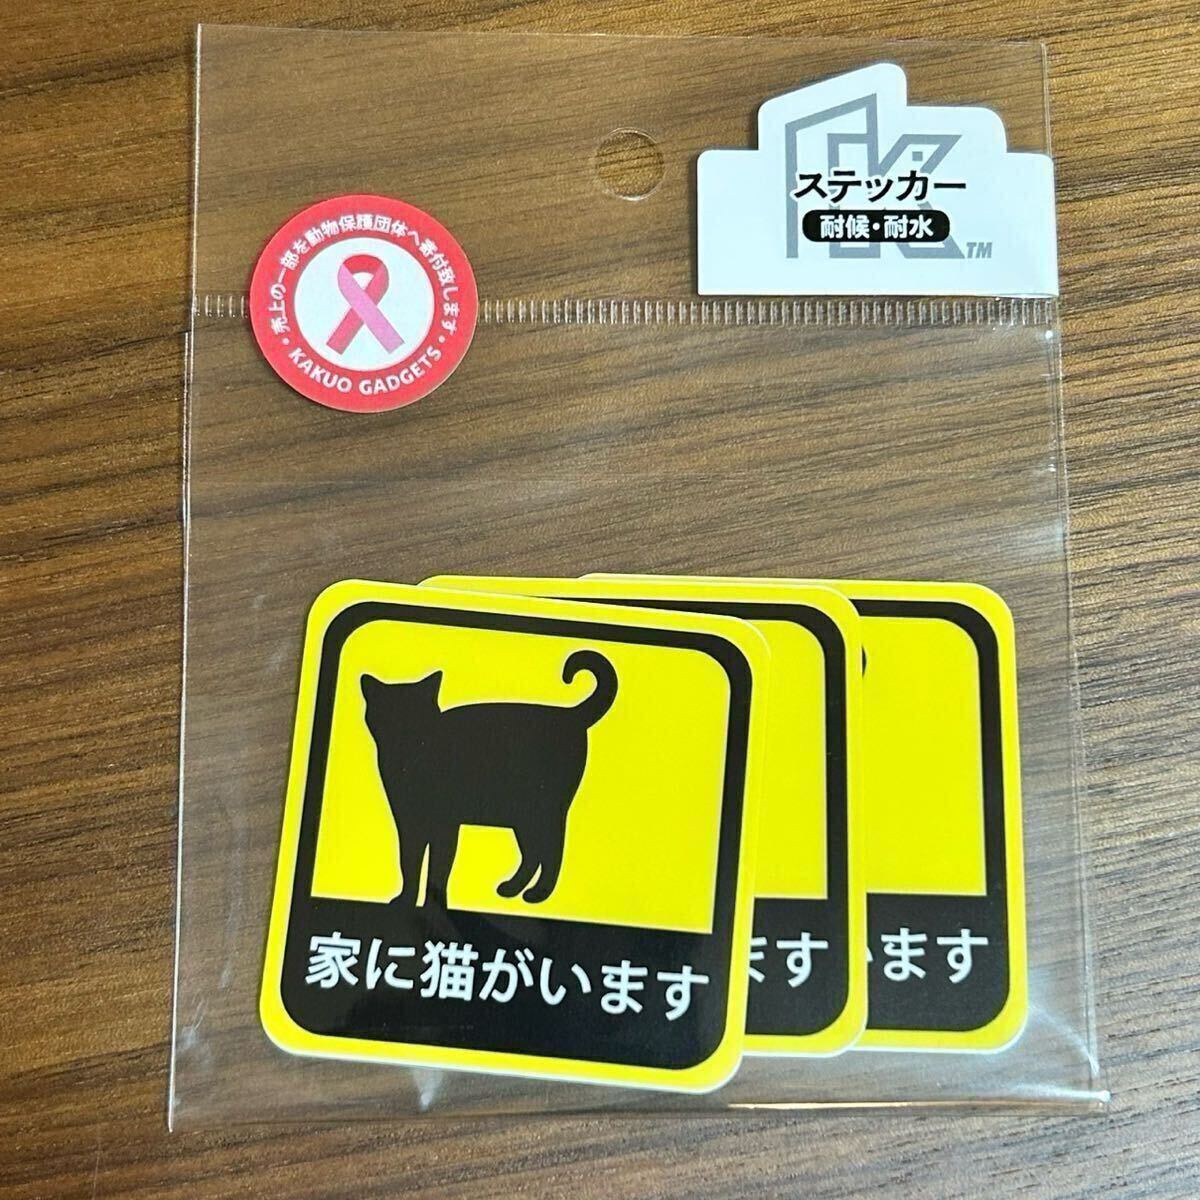 売上の一部を動物保護団体へ寄付致します・
KAKUO GADGETS・
K
ステッカー
耐候・耐水
TM
家に猫がいます
ます
います